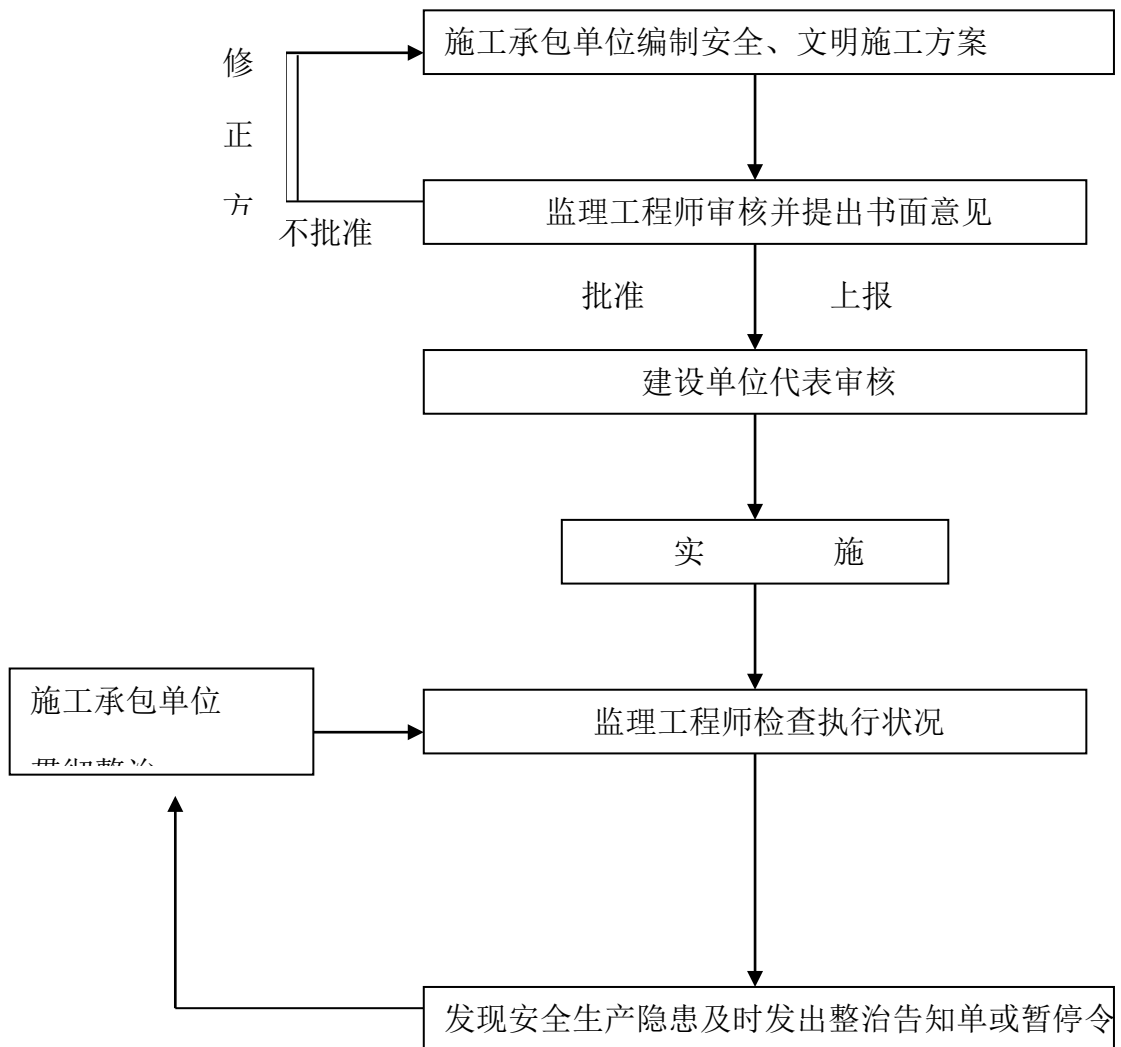 施工承包单位编制安全、文明施工方案
修
正
监理工程师审核并提出书面意见
不批准
批准 上报
建设单位代表审核
实 施
施工承包单位
监理工程师检查执行状况
发现安全生产隐患及时发出整治告知单或暂停令